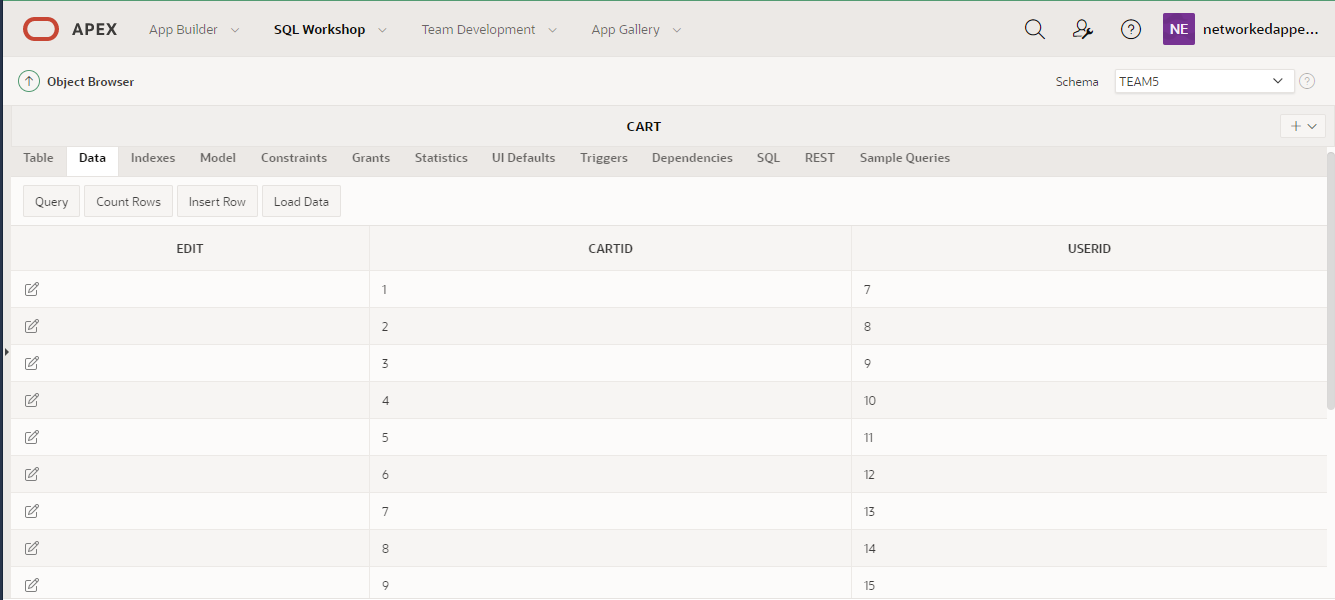 APEX App Builder SQL Workshop Team Development App Gallery NE networkedappe...
Object Browser Schema TEAM5
CART
Table Data Indexes Model Constraints Grants Statistics UI Defaults Triggers Dependencies SQL REST Sample Queries
Query Count Rows Insert Row Load Data
EDIT CARTID USERID
1 7
2 8
3 9
4 10
5 11
6 12
7 13
8 14
9 15